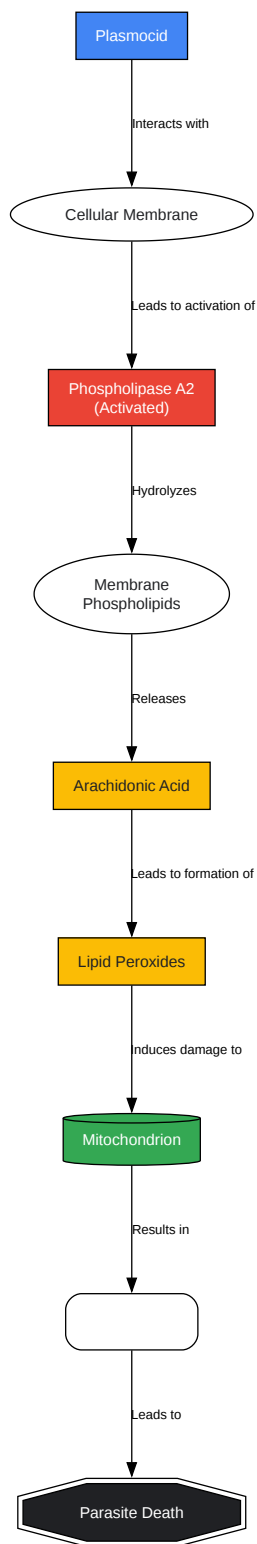 Plasmocid
Interacts with
Cellular Membrane
Leads to activation of
Phospholipase A2
(Activated)
Hydrolyzes
Membrane
Phospholipids
Releases
Arachidonic Acid
Leads to formation of
Lipid Peroxides
Induces damage to
Mitochondrion
Results in
Leads to
Parasite Death